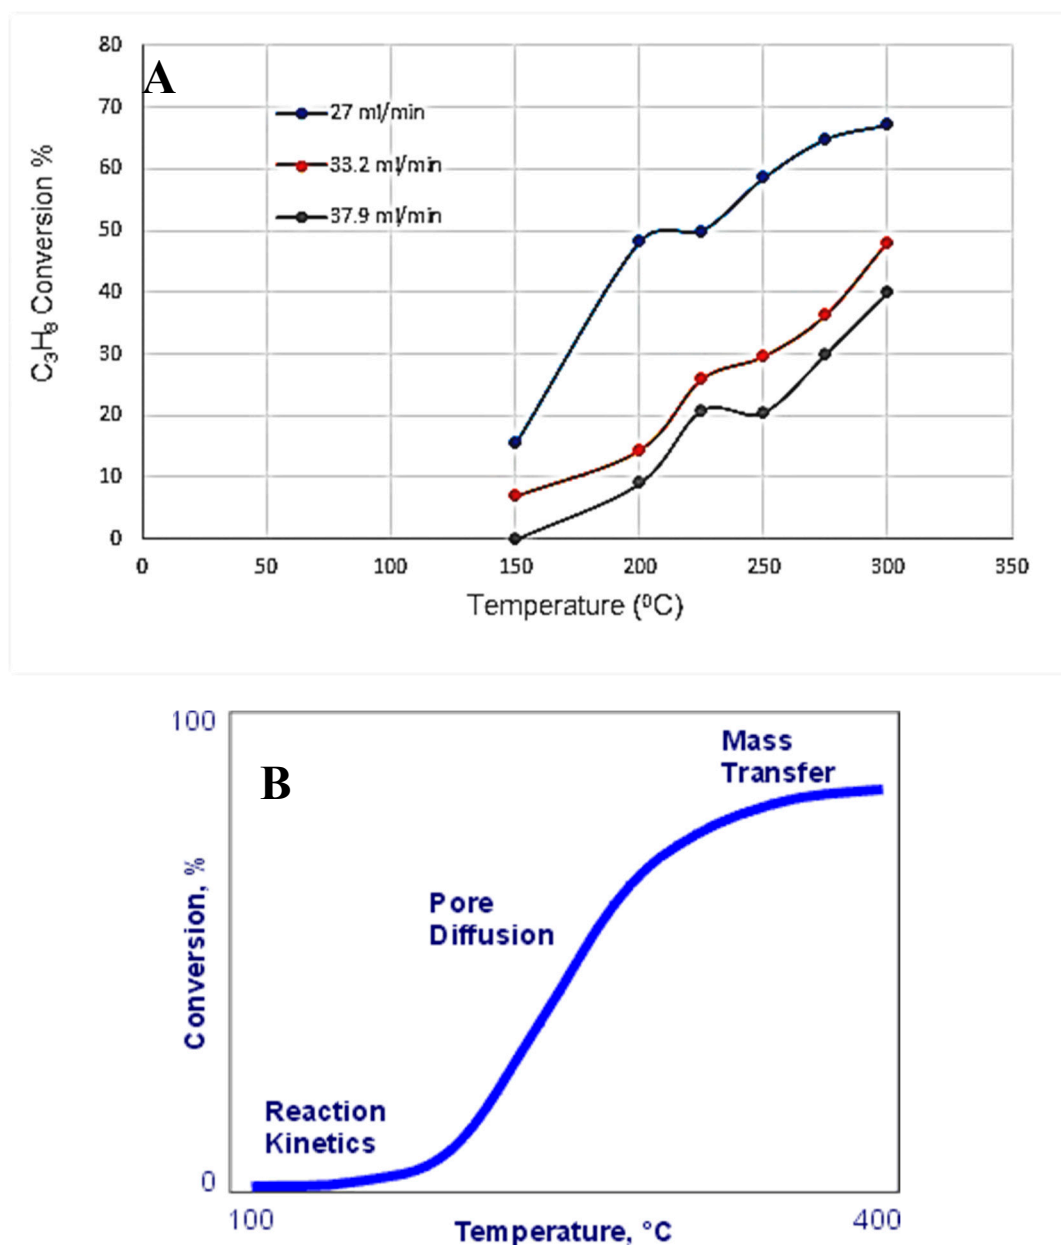 A
80
70
60
50
40
30
20
10
0
C₃H₈ Conversion %
27 ml/min
33.2 ml/min
37.9 ml/min
0 50 100 150 200 250 300 350
Temperature (⁰C)
B
100
0
Conversion, %
Mass
Transfer
Pore
Diffusion
Reaction
Kinetics
100 400
Temperature, °C